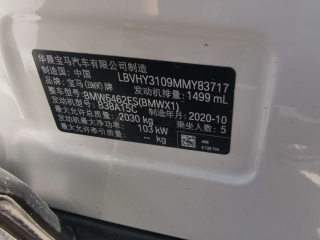 华晨宝马汽车有限公司制造
制造国：中国 LBVHY3109MMY83717
品牌：宝马(BMW)牌 发动机排量：1499 mL
整车型号：BMW6462FS(BMWX1)
发动机型号：B38A15C 制造年月：2020-10
最大允许总质量：2030 kg 乘坐人数：5
发动机最大净功率：103 kW